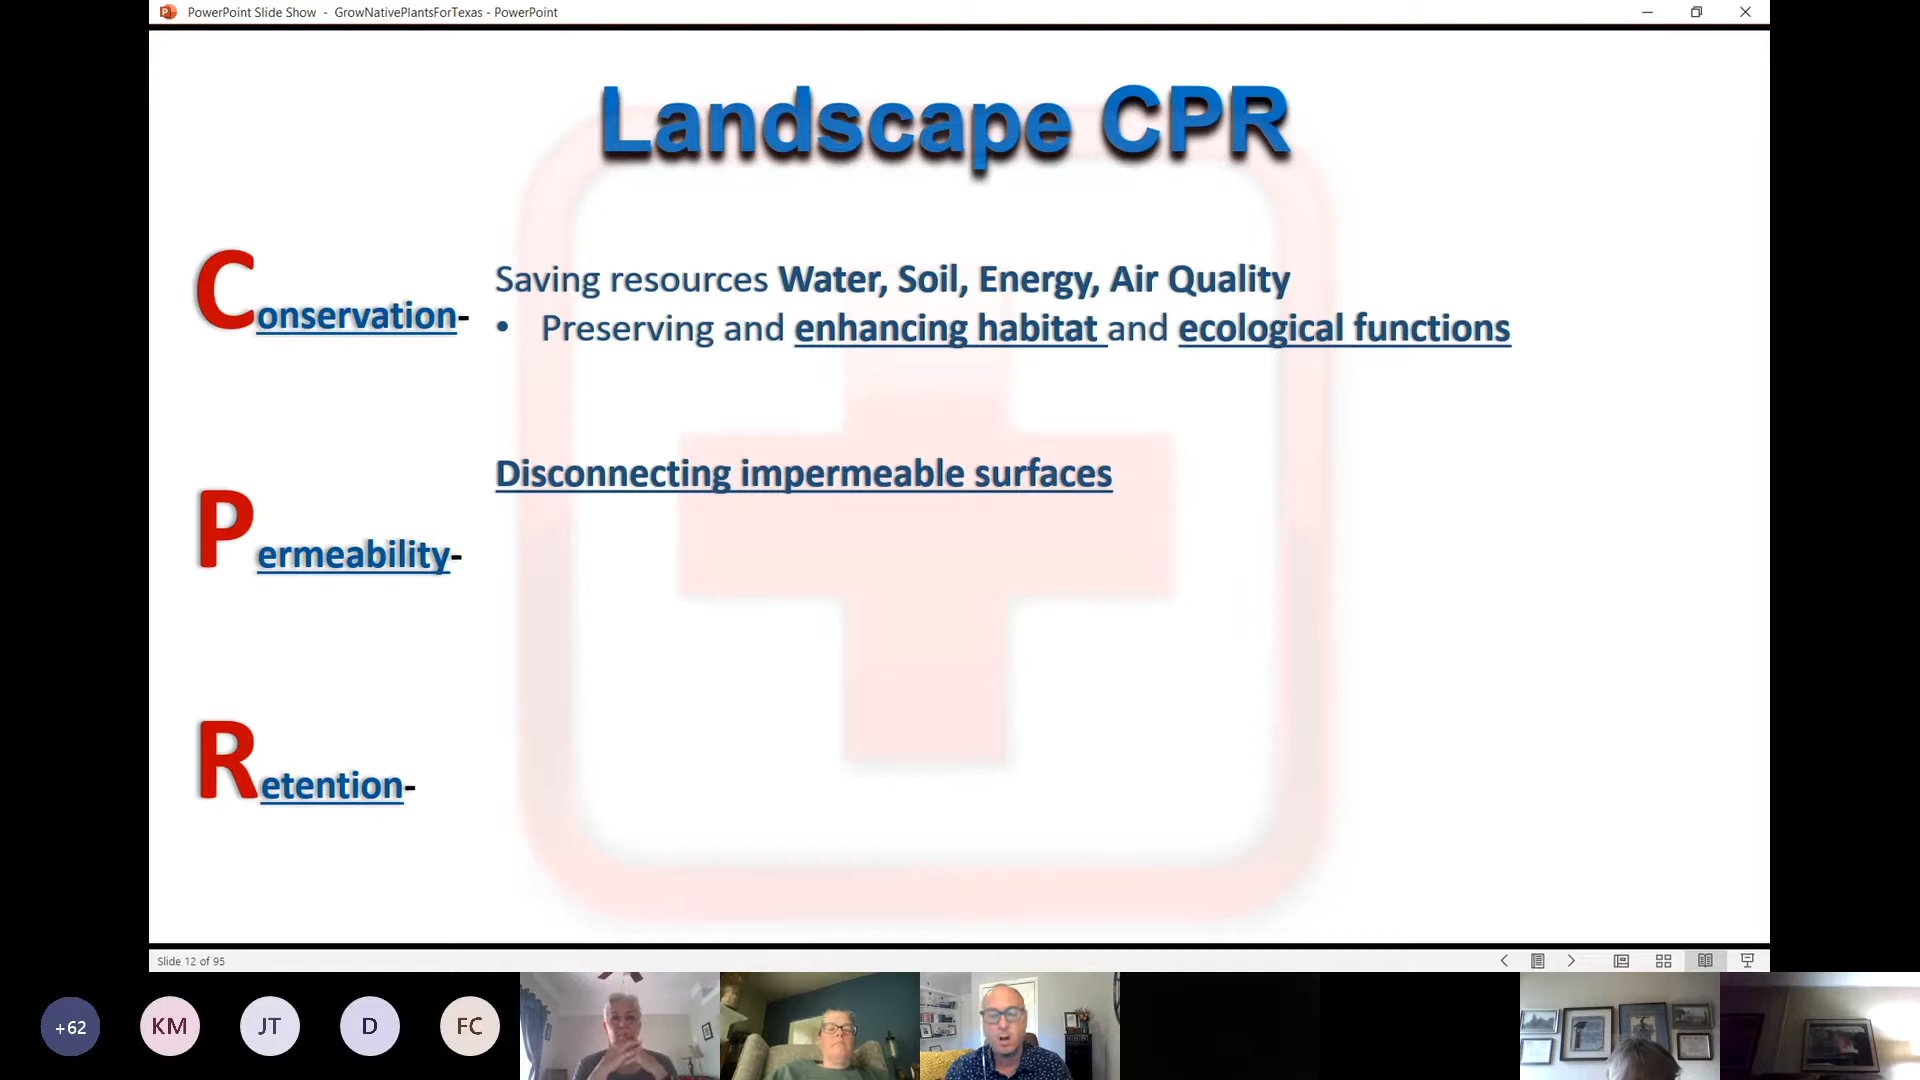 PowerPoint Slide Show - GrowNativePlantsForTexas - PowerPoint
Landscape CPR
Conservation-
Saving resources Water, Soil, Energy, Air Quality
• Preserving and enhancing habitat and ecological functions
Permeability-
Disconnecting impermeable surfaces
Retention-
Slide 12 of 95
+62
KM
JT
D
FC